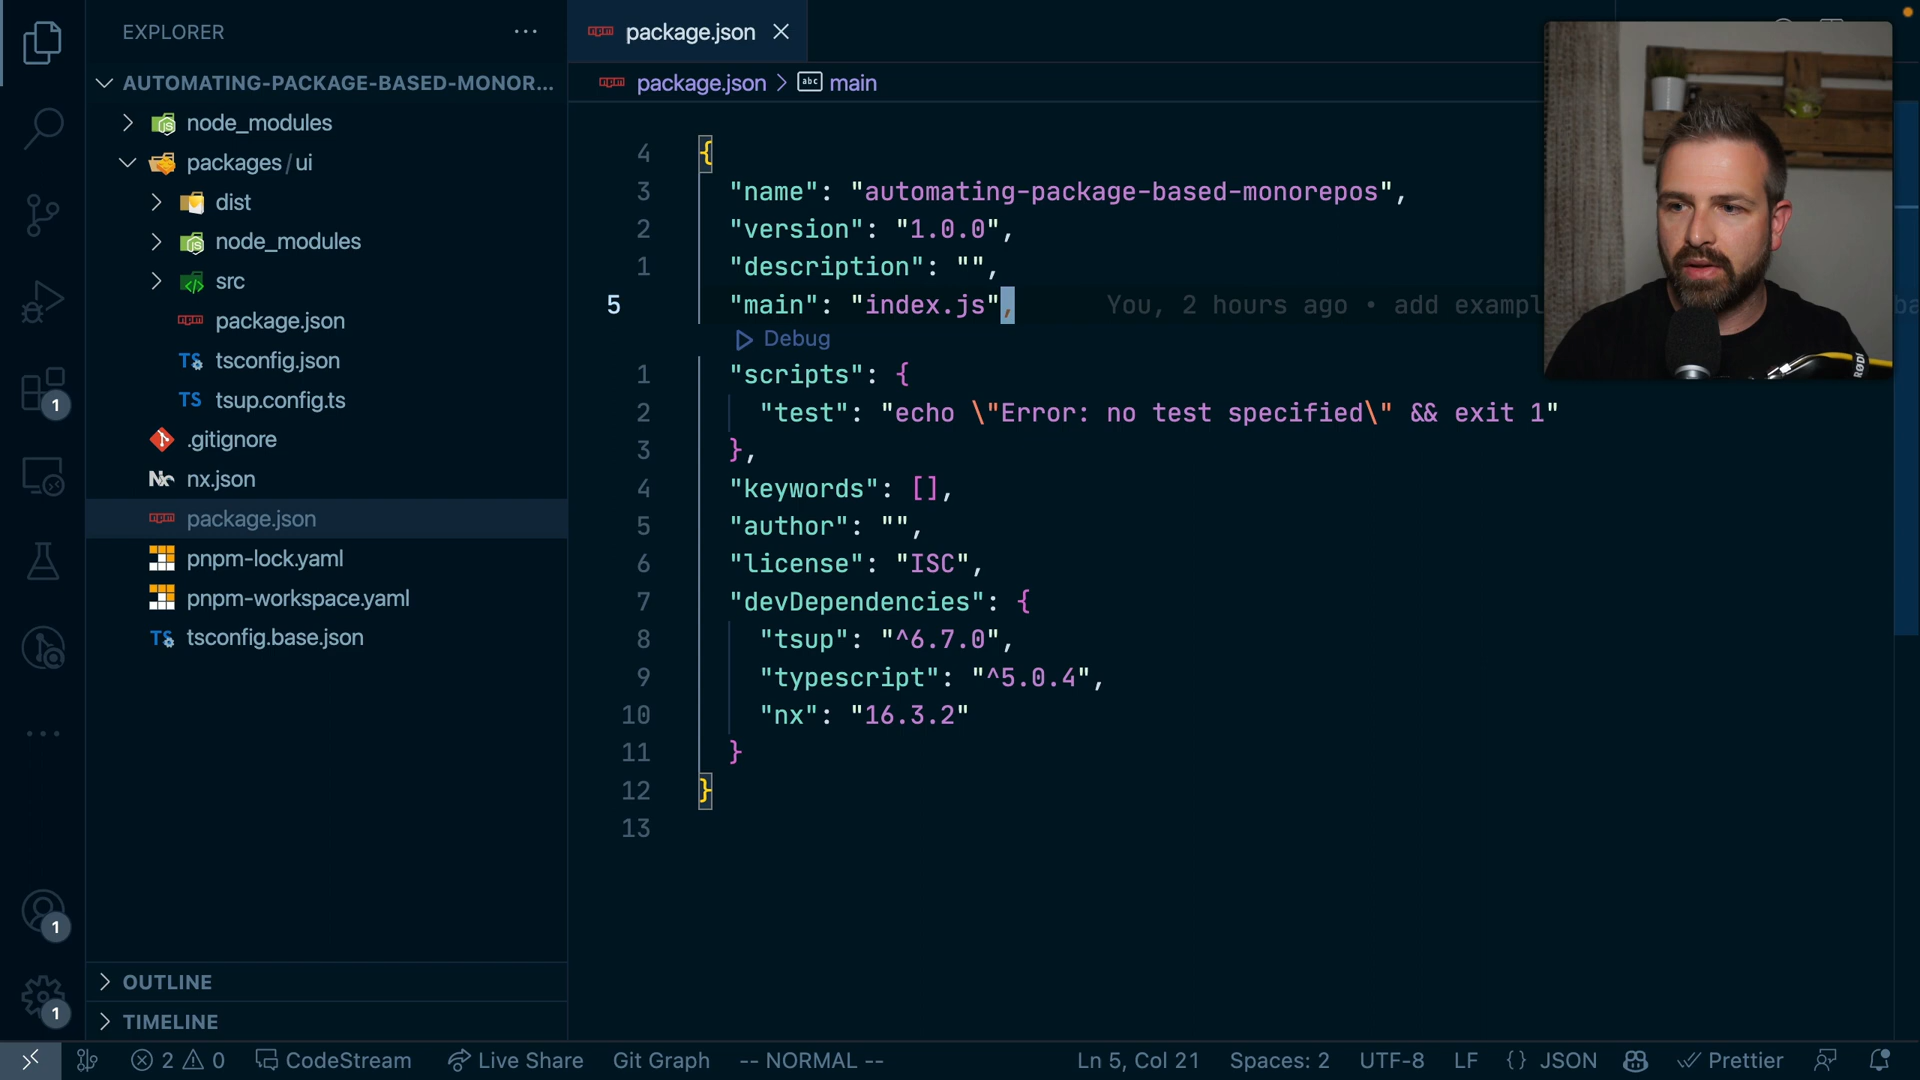 EXPLORER
AUTOMATING-PACKAGE-BASED-MONOR...
node_modules
packages / ui
dist
node_modules
src
package.json
tsconfig.json
tsup.config.ts
.gitignore
nx.json
package.json
pnpm-lock.yaml
pnpm-workspace.yaml
tsconfig.base.json
OUTLINE
TIMELINE
1
1
1
package.json
package.json > main
4 {
3 "name": "automating-package-based-monorepos",
2 "version": "1.0.0",
1 "description": "",
5 "main": "index.js", You, 2 hours ago • add exampl
Debug
1 "scripts": {
2 "test": "echo \"Error: no test specified\" && exit 1"
3 },
4 "keywords": [],
5 "author": "",
6 "license": "ISC",
7 "devDependencies": {
8 "tsup": "^6.7.0",
9 "typescript": "^5.0.4",
10 "nx": "16.3.2"
11 }
12 }
13
RØDE
2 0 CodeStream Live Share Git Graph -- NORMAL -- Ln 5, Col 21 Spaces: 2 UTF-8 LF {} JSON Prettier